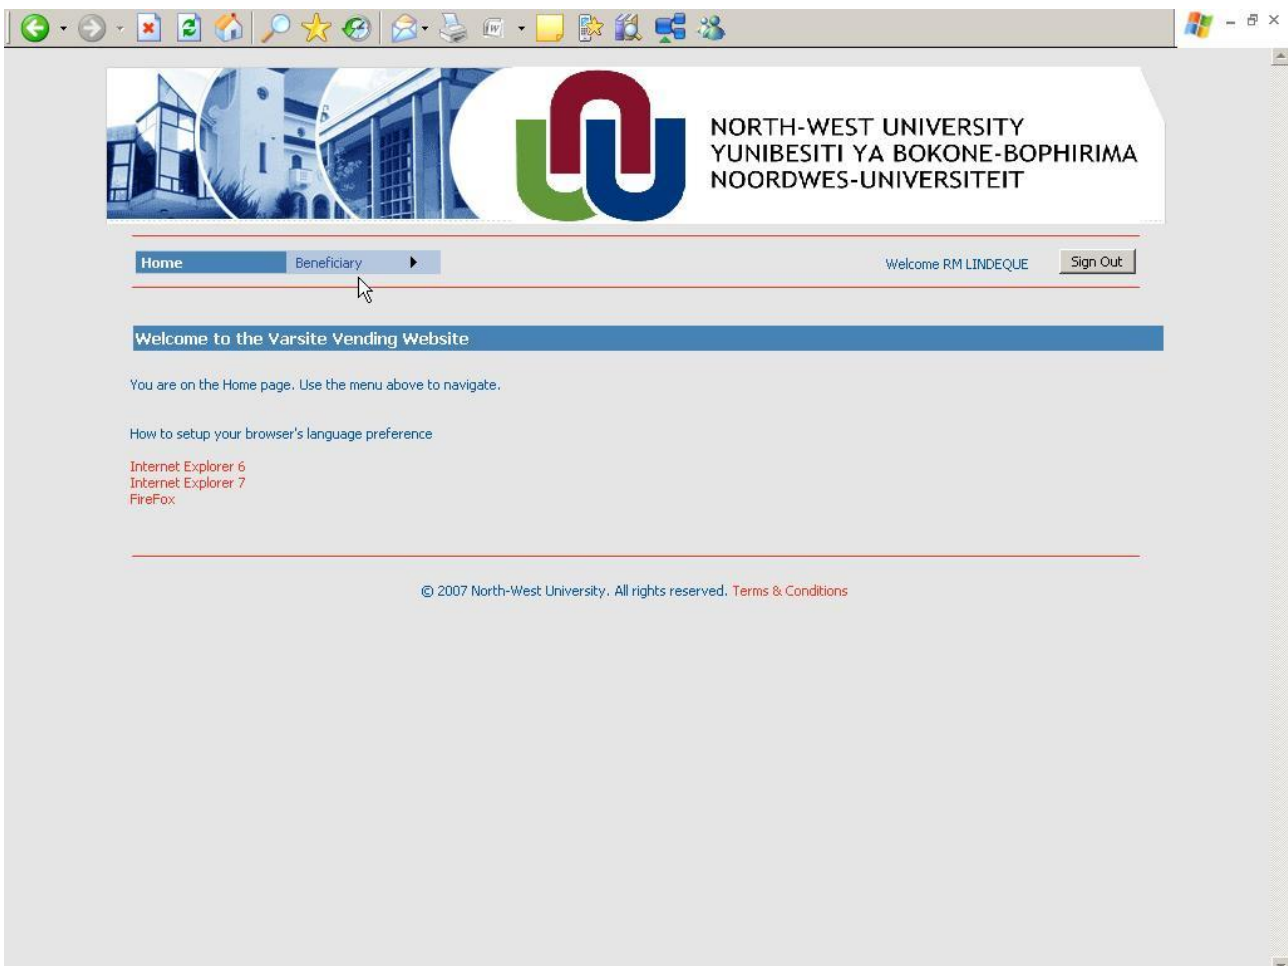 NORTH-WEST UNIVERSITY
YUNIBESITI YA BOKONE-BOPHIRIMA
NOORDWES-UNIVERSITEIT
Home Beneficiary Welcome RM LINDEQUE Sign Out
Welcome to the Varsite Vending Website
You are on the Home page. Use the menu above to navigate.
How to setup your browser's language preference
Internet Explorer 6
Internet Explorer 7
FireFox
© 2007 North-West University. All rights reserved. Terms & Conditions